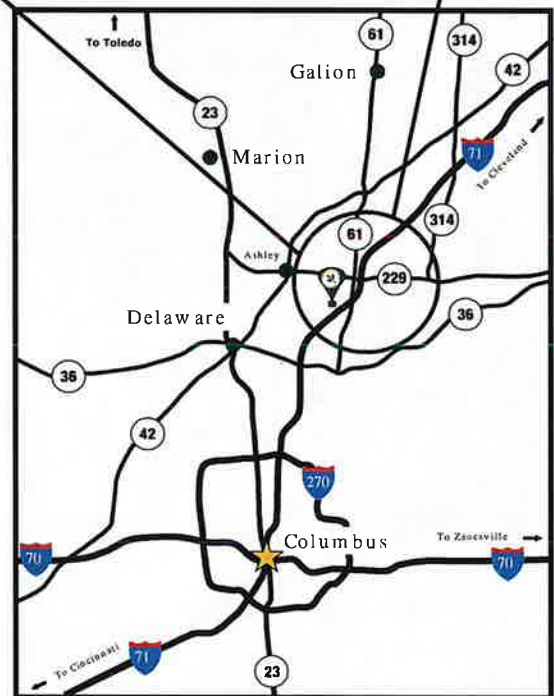 61
314
To Toledo
Galion
42
23
71
Marion
To Cleveland
314
61
Ashley
229
36
Delaware
36
42
270
Columbus
To Zanesville
70
70
To Cincinnati
71
23